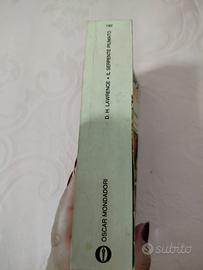 D. H. LAWRENCE • IL SERPENTE PIUMATO
OSCAR MONDADORI
subito